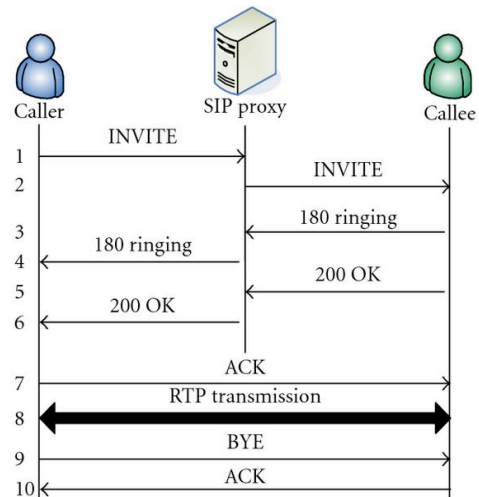 Caller
SIP proxy
Callee
1 INVITE
2 INVITE
3 180 ringing
4 180 ringing
5 200 OK
6 200 OK
7 ACK
RTP transmission
8
9 BYE
10 ACK